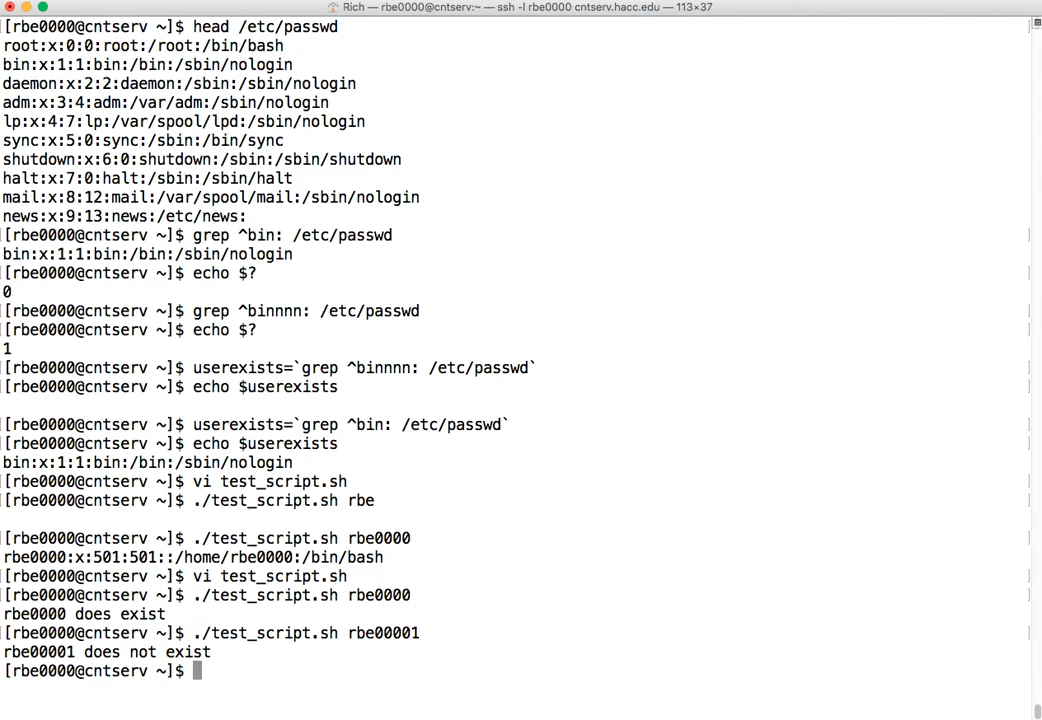 Rich — rbe0000@cntserv:~ — ssh -l rbe0000 cntserv.hacc.edu — 113×37
[rbe0000@cntserv ~]$ head /etc/passwd
root:x:0:0:root:/root:/bin/bash
bin:x:1:1:bin:/bin:/sbin/nologin
daemon:x:2:2:daemon:/sbin:/sbin/nologin
adm:x:3:4:adm:/var/adm:/sbin/nologin
lp:x:4:7:lp:/var/spool/lpd:/sbin/nologin
sync:x:5:0:sync:/sbin:/bin/sync
shutdown:x:6:0:shutdown:/sbin:/sbin/shutdown
halt:x:7:0:halt:/sbin:/sbin/halt
mail:x:8:12:mail:/var/spool/mail:/sbin/nologin
news:x:9:13:news:/etc/news:
[rbe0000@cntserv ~]$ grep ^bin: /etc/passwd
bin:x:1:1:bin:/bin:/sbin/nologin
[rbe0000@cntserv ~]$ echo $?
0
[rbe0000@cntserv ~]$ grep ^binnnn: /etc/passwd
[rbe0000@cntserv ~]$ echo $?
1
[rbe0000@cntserv ~]$ userexists=`grep ^binnnn: /etc/passwd`
[rbe0000@cntserv ~]$ echo $userexists
[rbe0000@cntserv ~]$ userexists=`grep ^bin: /etc/passwd`
[rbe0000@cntserv ~]$ echo $userexists
bin:x:1:1:bin:/bin:/sbin/nologin
[rbe0000@cntserv ~]$ vi test_script.sh
[rbe0000@cntserv ~]$ ./test_script.sh rbe
[rbe0000@cntserv ~]$ ./test_script.sh rbe0000
rbe0000:x:501:501::/home/rbe0000:/bin/bash
[rbe0000@cntserv ~]$ vi test_script.sh
[rbe0000@cntserv ~]$ ./test_script.sh rbe0000
rbe0000 does exist
[rbe0000@cntserv ~]$ ./test_script.sh rbe00001
rbe00001 does not exist
[rbe0000@cntserv ~]$